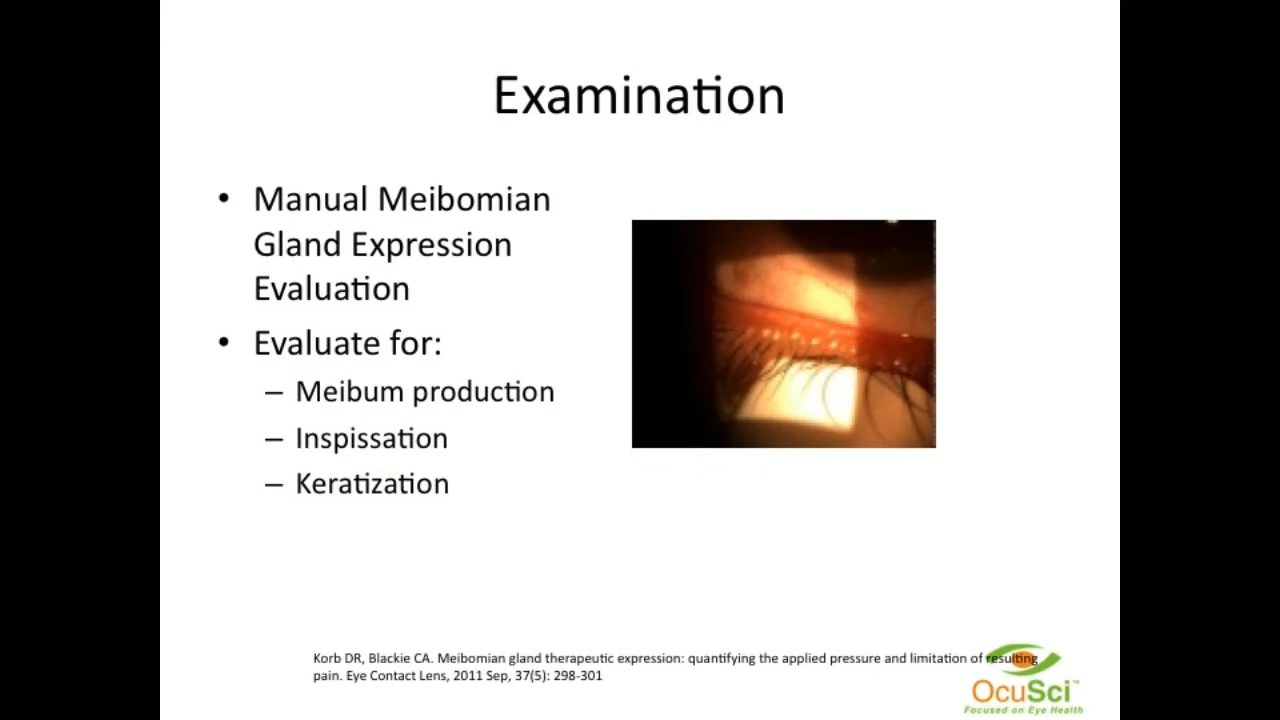 Examination
• Manual Meibomian
Gland Expression
Evaluation
• Evaluate for:
– Meibum production
– Inspissation
– Keratization
Korb DR, Blackie CA. Meibomian gland therapeutic expression: quantifying the applied pressure and limitation of resulting
pain. Eye Contact Lens, 2011 Sep, 37(5): 298-301
OcuSci™
Focused on Eye Health